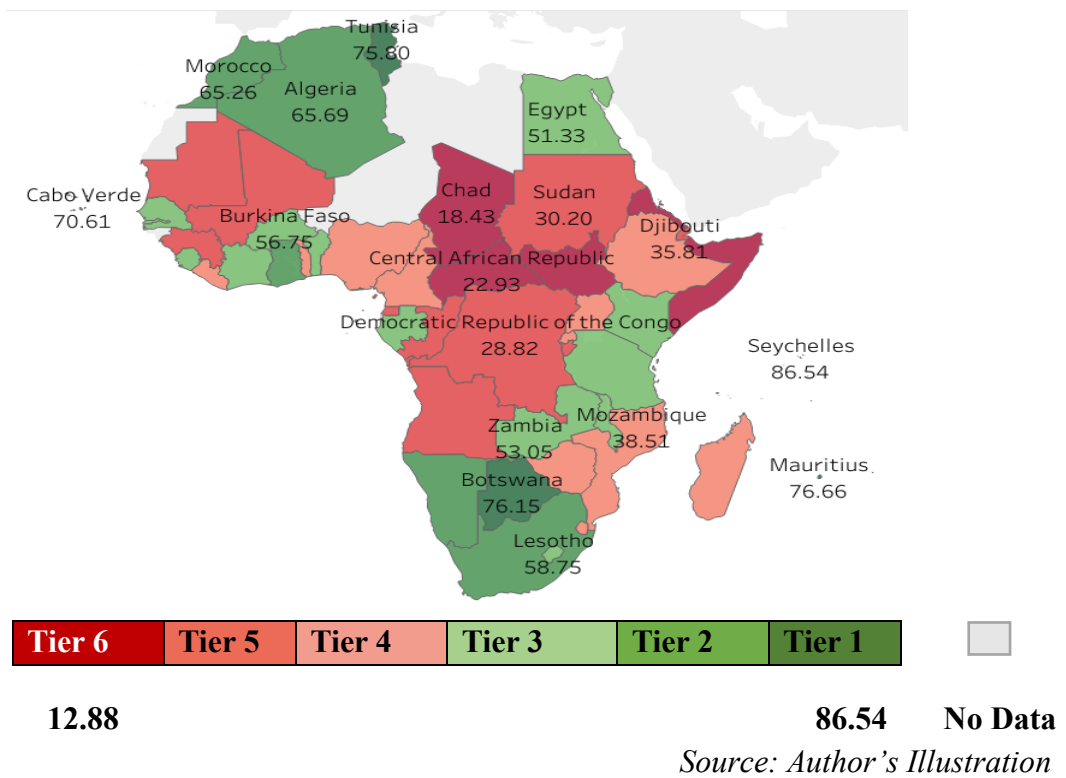 Tunisia
75.80
Morocco
65.26
Algeria
65.69
Egypt
51.33
Cabo Verde
70.61
Chad
18.43
Sudan
30.20
Burkina Faso
56.75
Djibouti
35.81
Central African Republic
22.93
Democratic Republic of the Congo
28.82
Seychelles
86.54
Zambia
53.05
Mozambique
38.51
Mauritius
76.66
Botswana
76.15
Lesotho
58.75
Tier 6 Tier 5 Tier 4 Tier 3 Tier 2 Tier 1
12.88 86.54 No Data
Source: Author’s Illustration